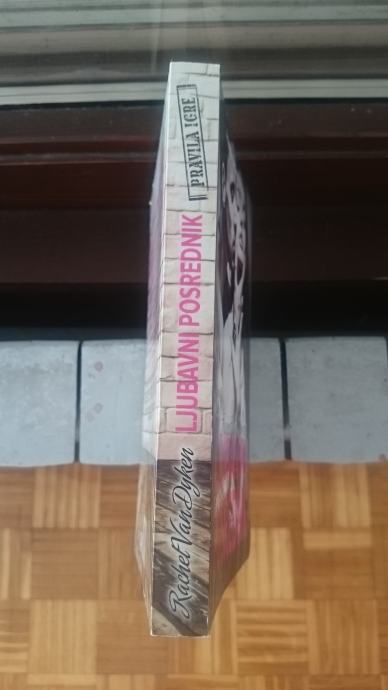 Rachel Van Dyken
LJUBAVNI POSREDNIK
PRAVILA IGRE